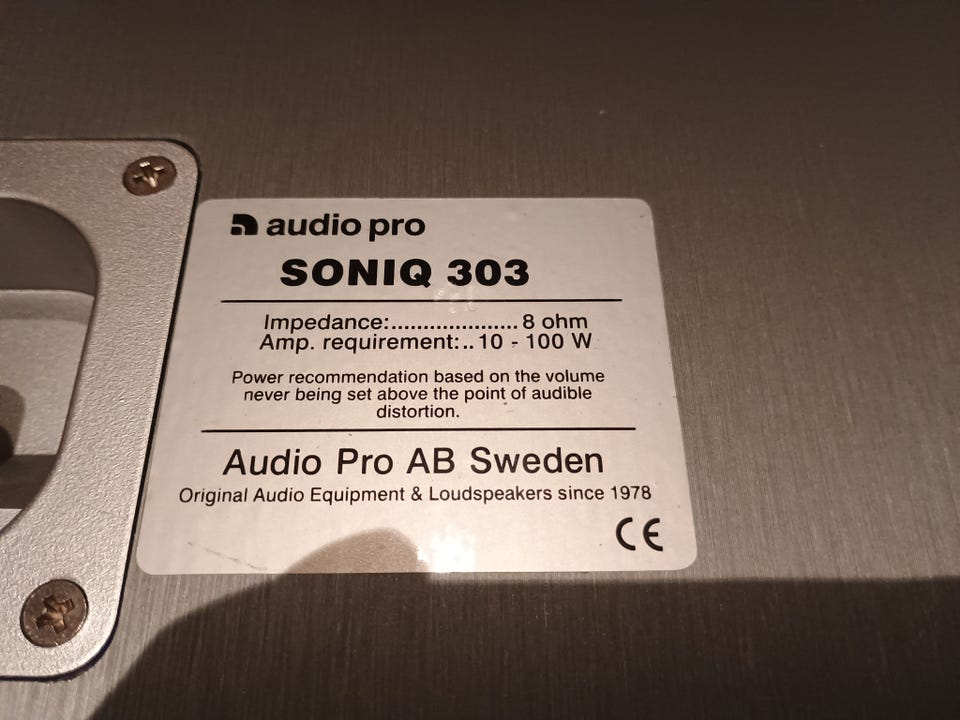 audio pro
SONIQ 303
Impedance:.................... 8 ohm
Amp. requirement:.. 10 - 100 W
Power recommendation based on the volume
never being set above the point of audible
distortion.
Audio Pro AB Sweden
Original Audio Equipment & Loudspeakers since 1978
CE